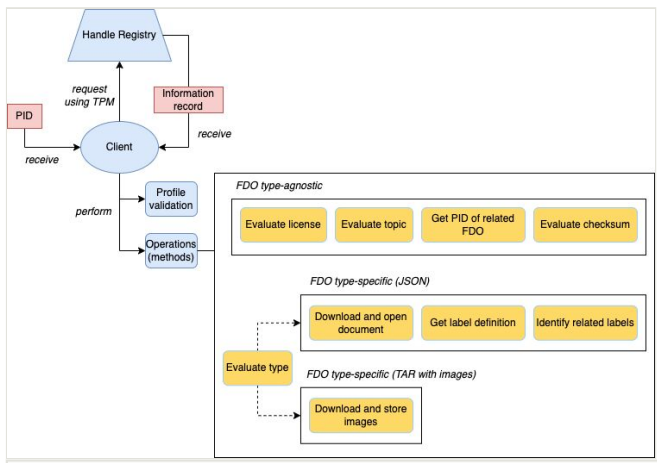 Handle Registry
request
using TPM
Information
record
PID
receive
Client
receive
FDO type-agnostic
Profile
validation
perform
Evaluate license
Evaluate topic
Get PID of related
FDO
Evaluate checksum
Operations
(methods)
FDO type-specific (JSON)
Download and open
document
Get label definition
Identify related labels
Evaluate type
FDO type-specific (TAR with images)
Download and store
images